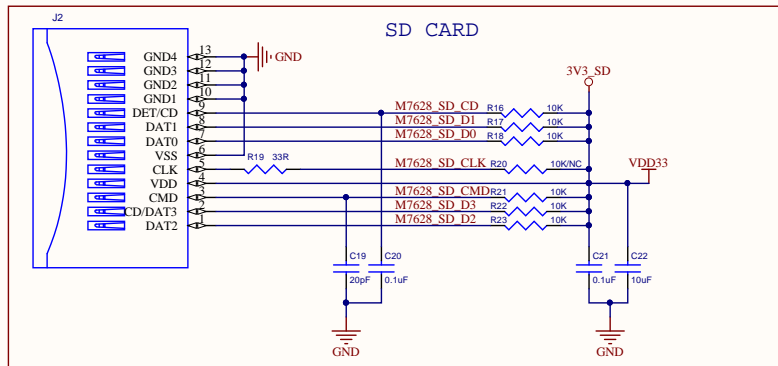 J2
SD CARD
GND4 13
GND3 12
GND2 11
GND1 10
DET/CD 9
DAT1 8
DAT0 7
VSS 6
CLK 5
VDD 4
CMD 3
CD/DAT3 2
DAT2 1
GND
3V3_SD
M7628_SD_CD R16 10K
M7628_SD_D1 R17 10K
M7628_SD_D0 R18 10K
R19 33R
M7628_SD_CLK R20 10K/NC
VDD33
M7628_SD_CMD R21 10K
M7628_SD_D3 R22 10K
M7628_SD_D2 R23 10K
C19 C20 C21 C22
20pF 0.1uF 0.1uF 10uF
GND GND